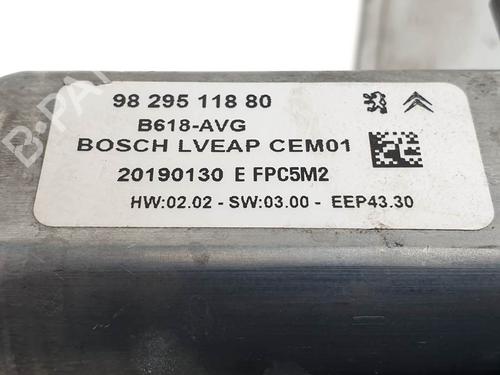 98 295 118 80
B618-AVG
BOSCH LVEAP CEM01
20190130 E FPC5M2
HW:02.02 - SW:03.00 - EEP43.30
B-PARTS